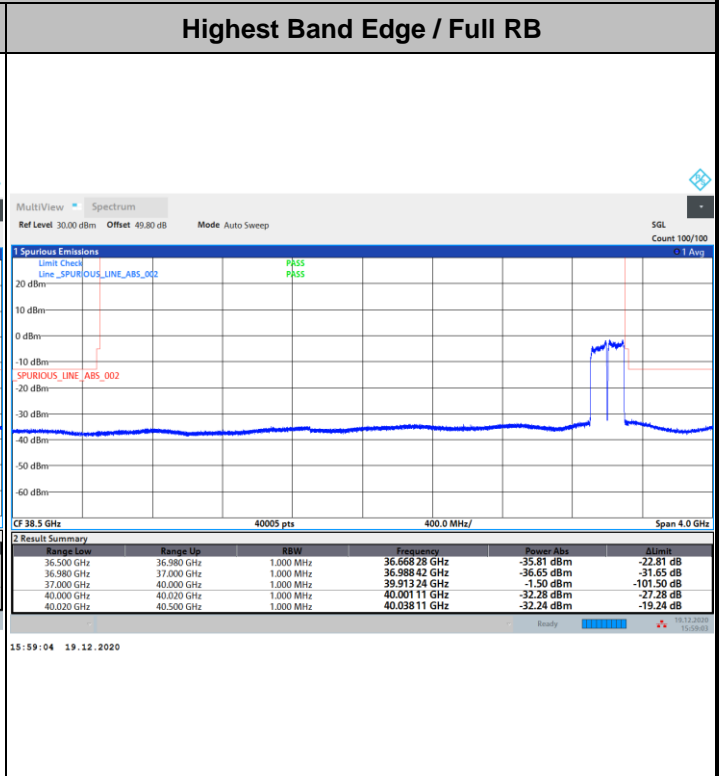 Highest Band Edge / Full RB
MultiView Spectrum
Ref Level 30.00 dBm Offset 49.80 dB Mode Auto Sweep SGL
Count 100/100
1 Spurious Emissions 1 Avg
Limit Check PASS
Line _SPURIOUS_LINE_ABS_002 PASS
20 dBm
10 dBm
0 dBm
-10 dBm
_SPURIOUS_LINE_ABS_002
-20 dBm
-30 dBm
-40 dBm
-50 dBm
-60 dBm
CF 38.5 GHz 40005 pts 400.0 MHz/ Span 4.0 GHz
2 Result Summary
Range Low Range Up RBW Frequency Power Abs ΔLimit
36.500 GHz 36.980 GHz 1.000 MHz 36.668 28 GHz -35.81 dBm -22.81 dB
36.980 GHz 37.000 GHz 1.000 MHz 36.988 42 GHz -36.65 dBm -31.65 dB
37.000 GHz 40.000 GHz 1.000 MHz 39.913 24 GHz -1.50 dBm -101.50 dB
40.000 GHz 40.020 GHz 1.000 MHz 40.001 11 GHz -32.28 dBm -27.28 dB
40.020 GHz 40.500 GHz 1.000 MHz 40.038 11 GHz -32.24 dBm -19.24 dB
Ready 19.12.2020
15:59:03
15:59:04 19.12.2020